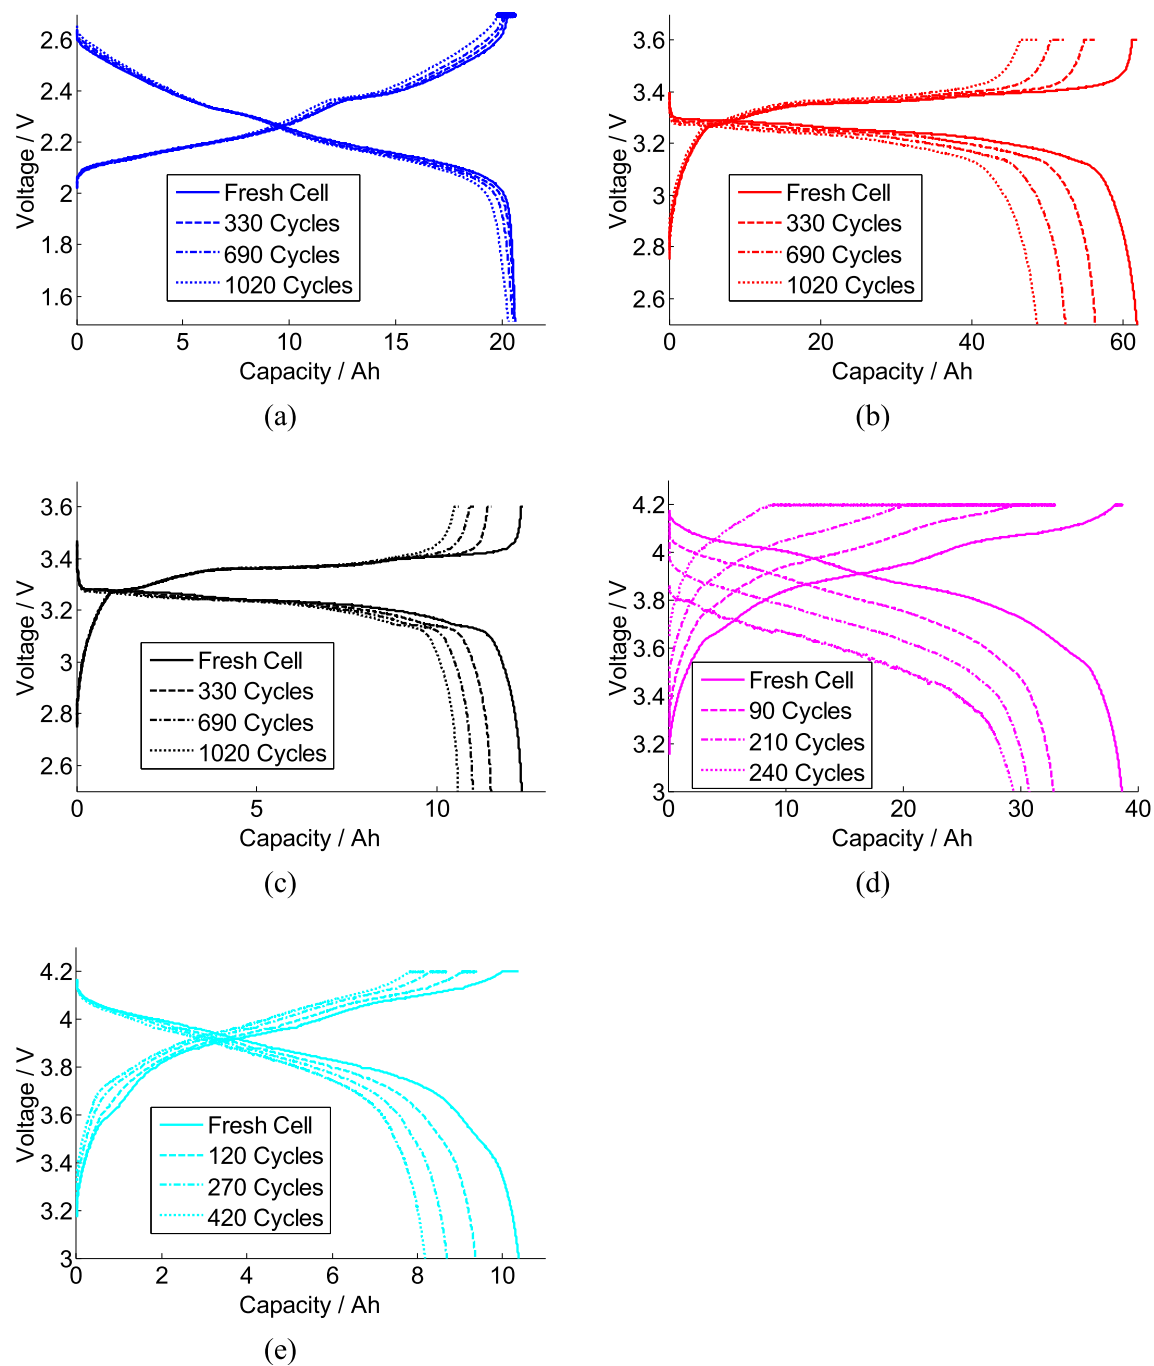 2.6
2.4
2.2
2
1.8
1.6
Voltage / V
Fresh Cell
330 Cycles
690 Cycles
1020 Cycles
0 5 10 15 20
Capacity / Ah
(a)
3.6
3.4
3.2
3
2.8
2.6
Voltage / V
Fresh Cell
330 Cycles
690 Cycles
1020 Cycles
0 20 40 60
Capacity / Ah
(b)
3.6
3.4
3.2
3
2.8
2.6
Voltage / V
Fresh Cell
330 Cycles
690 Cycles
1020 Cycles
0 5 10
Capacity / Ah
(c)
4.2
4
3.8
3.6
3.4
3.2
3
Voltage / V
Fresh Cell
90 Cycles
210 Cycles
240 Cycles
0 10 20 30 40
Capacity / Ah
(d)
4.2
4
3.8
3.6
3.4
3.2
3
Voltage / V
Fresh Cell
120 Cycles
270 Cycles
420 Cycles
0 2 4 6 8 10
Capacity / Ah
(e)